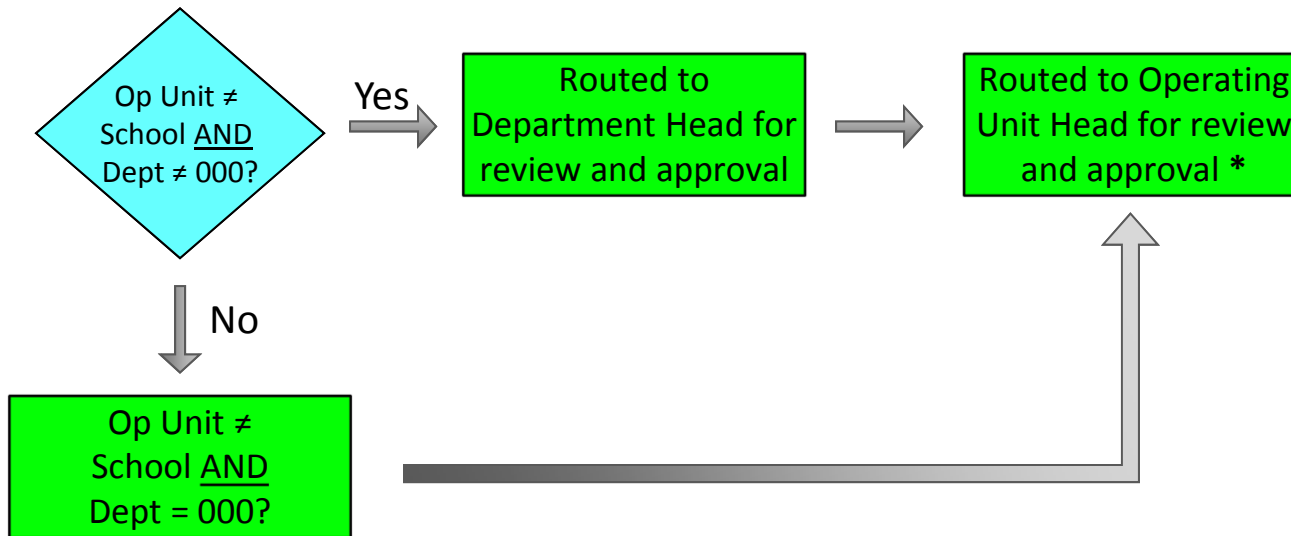 Op Unit ≠
School AND
Dept ≠ 000?
Yes
Routed to
Department Head for
review and approval
Routed to Operating
Unit Head for review
and approval *
No
Op Unit ≠
School AND
Dept = 000?